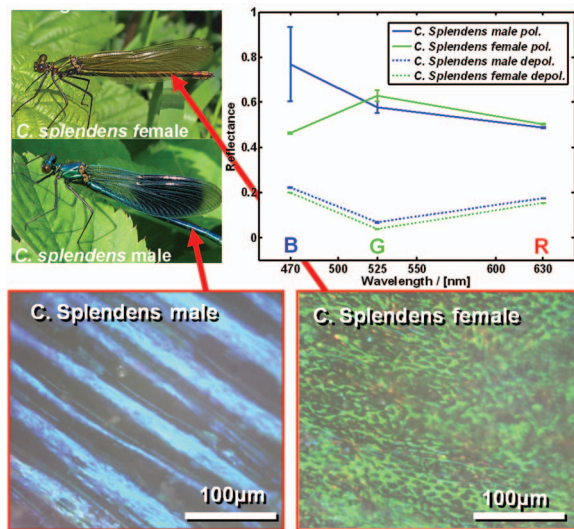 C. splendens female
C. splendens male
Reflectance
1
0.8
0.6
0.4
0.2
0
C. Splendens male pol.
C. Splendens female pol.
C. Splendens male depol.
C. Splendens female depol.
B
G
R
470
500
525
550
600
630
Wavelength / [nm]
C. Splendens male
100µm
C. Splendens female
100µm